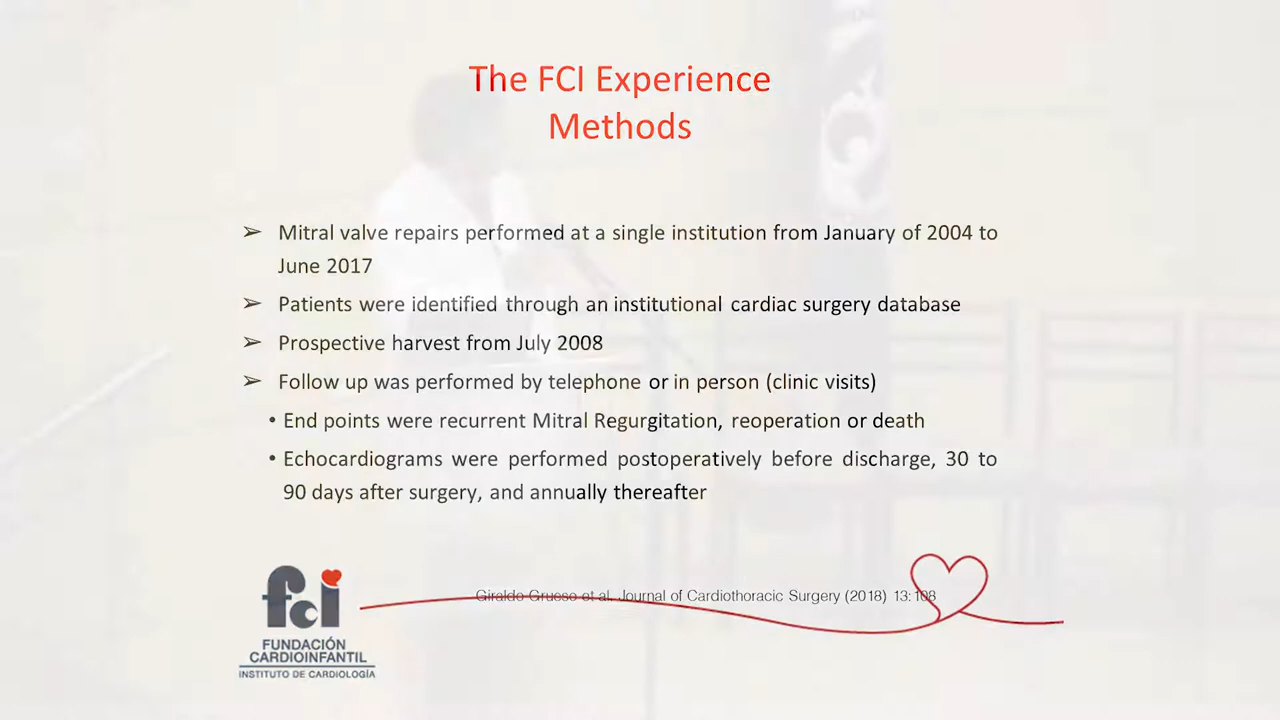 The FCI Experience
Methods
➢ Mitral valve repairs performed at a single institution from January of 2004 to
June 2017
➢ Patients were identified through an institutional cardiac surgery database
➢ Prospective harvest from July 2008
➢ Follow up was performed by telephone or in person (clinic visits)
• End points were recurrent Mitral Regurgitation, reoperation or death
• Echocardiograms were performed postoperatively before discharge, 30 to
90 days after surgery, and annually thereafter
Giraldo Grueso et al. Journal of Cardiothoracic Surgery (2018) 13:108
fci
FUNDACIÓN
CARDIOINFANTIL
INSTITUTO DE CARDIOLOGÍA